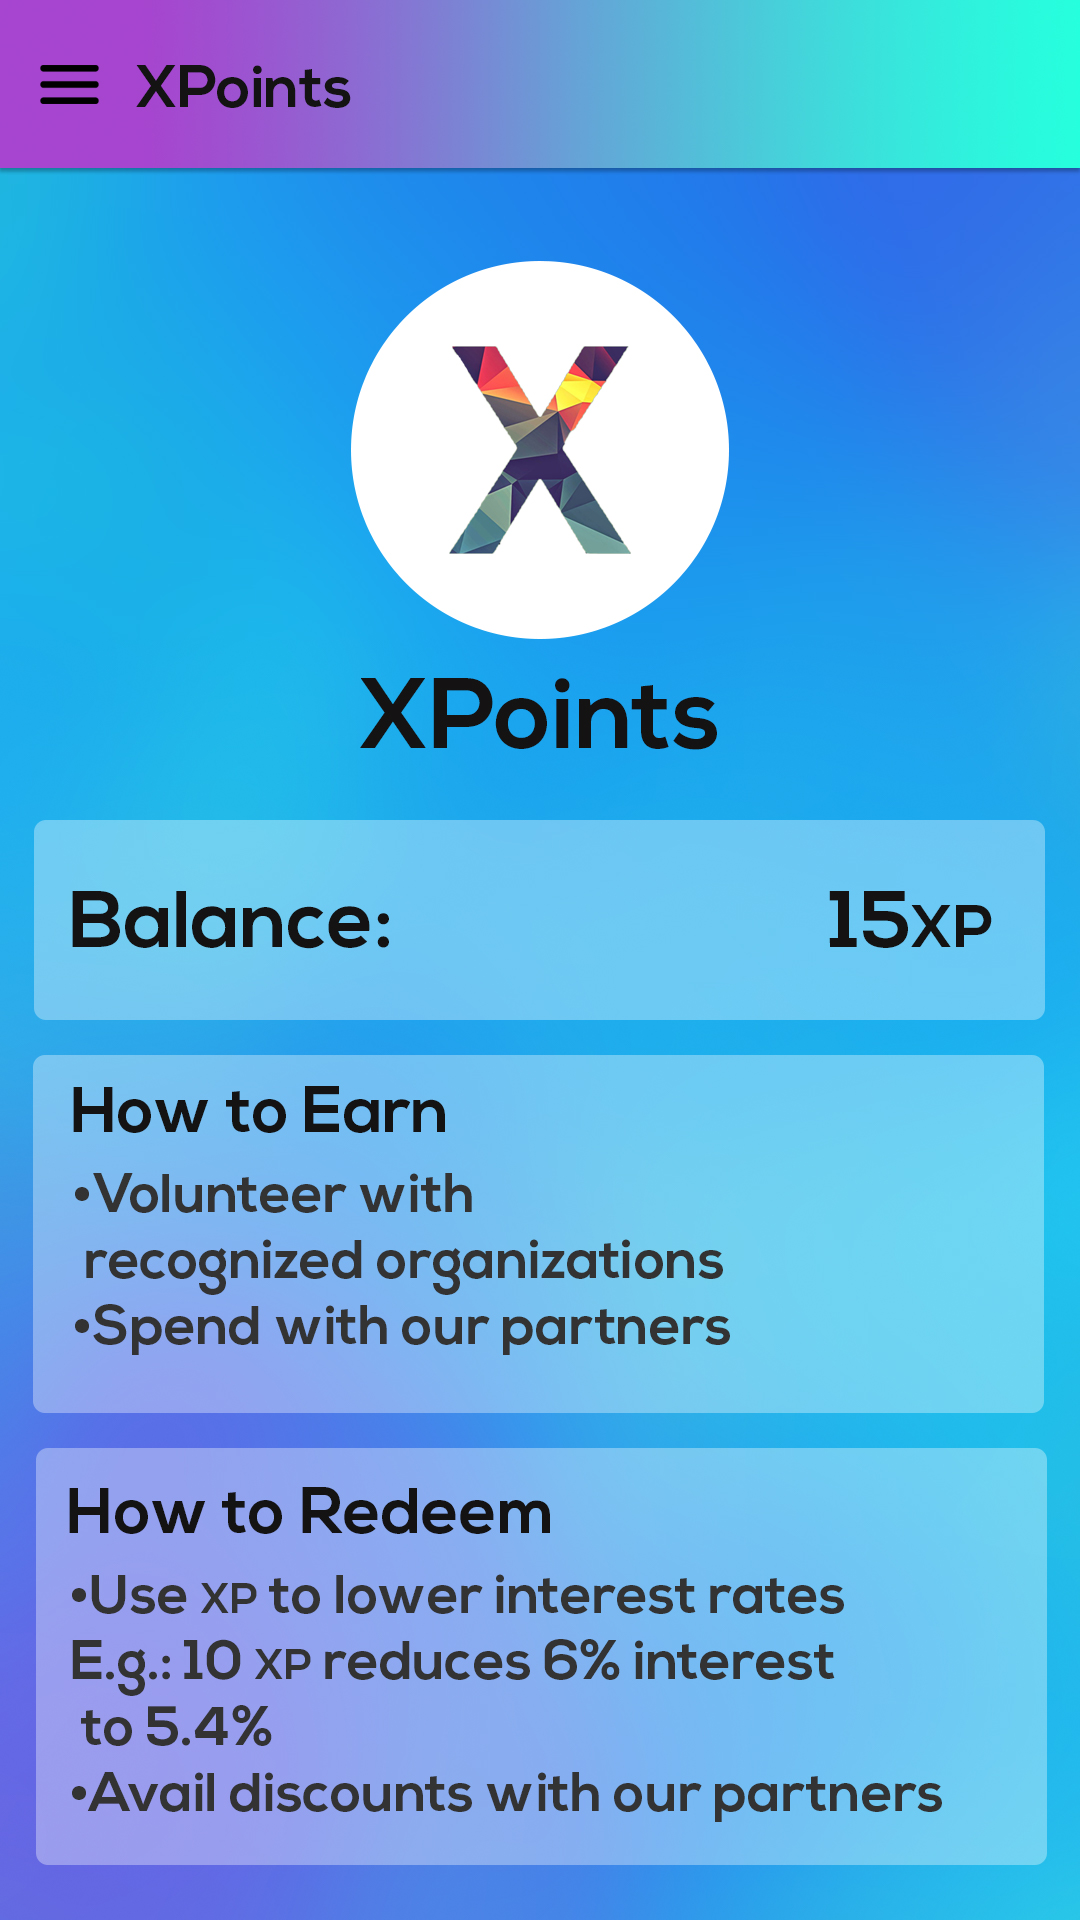 XPoints
X
XPoints
Balance: 15XP
How to Earn
•Volunteer with
recognized organizations
•Spend with our partners
How to Redeem
•Use XP to lower interest rates
E.g.: 10 XP reduces 6% interest
to 5.4%
•Avail discounts with our partners